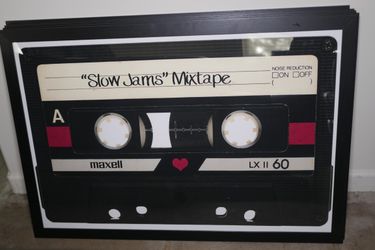 "Slow Jams" Mixtape
NOISE REDUCTION
ON OFF
( )
A
maxell
LX II 60